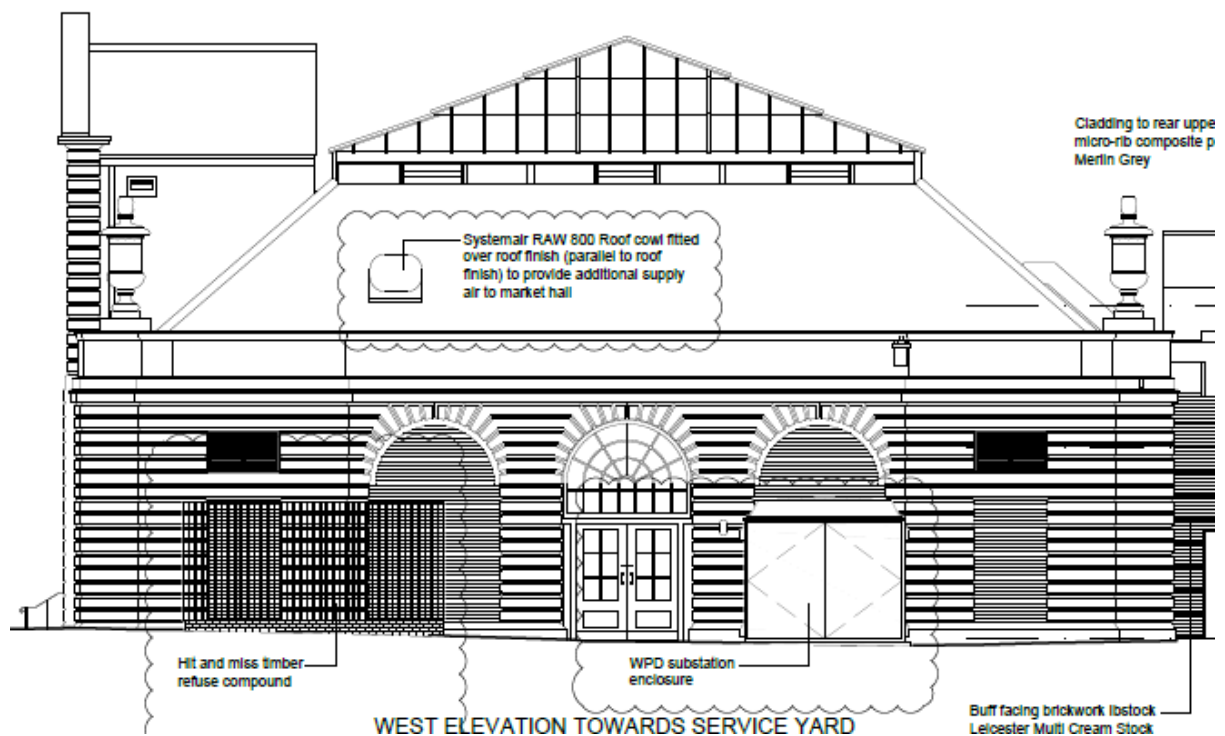 Cladding to rear uppe
micro-rib composite p
Merlin Grey
Systemair RAW 800 Roof cowl fitted
over roof finish (parallel to roof
finish) to provide additional supply
air to market hall
Hit and miss timber
refuse compound
WPD substation
enclosure
Buff facing brickwork Ibstock
Leicester Multi Cream Stock
WEST ELEVATION TOWARDS SERVICE YARD